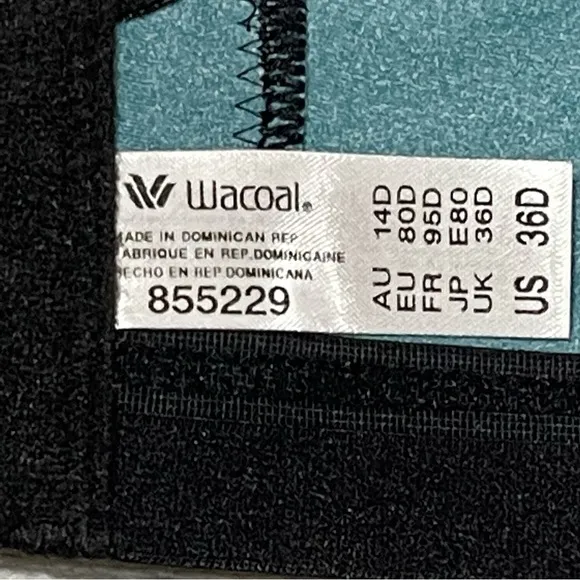 Wacoal®
MADE IN DOMINICAN REP
FABRIQUE EN REP.DOMINICAINE
HECHO EN REP.DOMINICANA
855229
AU 14D
EU 80D
FR 95D
JP E80
UK 36D
US 36D